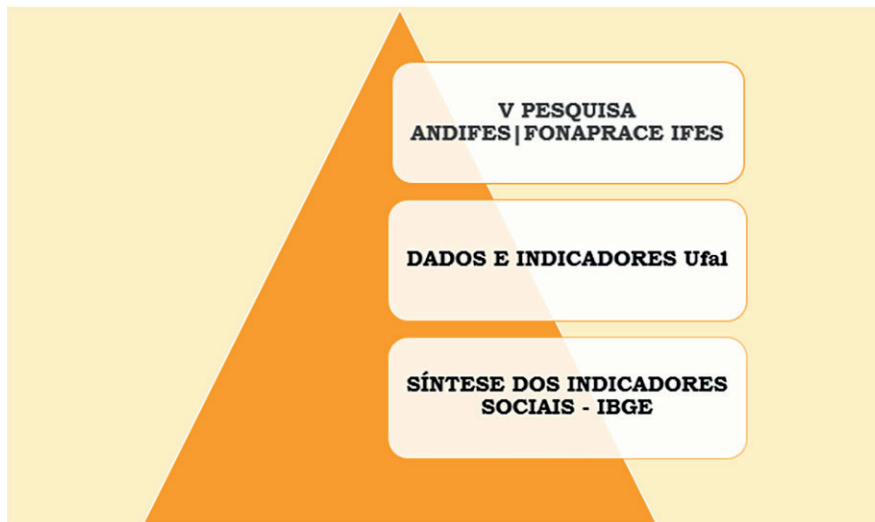 V PESQUISA
ANDIFES|FONAPRACE IFES
DADOS E INDICADORES Ufal
SÍNTESE DOS INDICADORES
SOCIAIS - IBGE